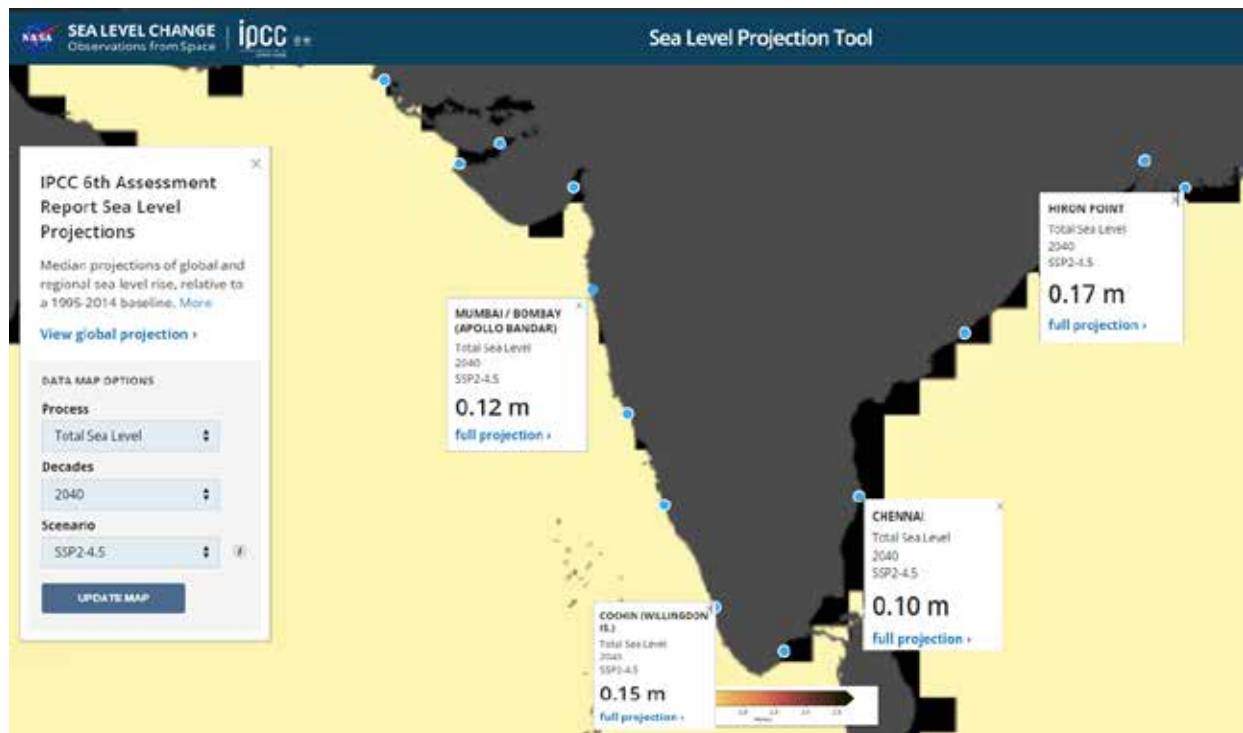 NASA
SEA LEVEL CHANGE
Observations from Space
ipcc
Sea Level Projection Tool
IPCC 6th Assessment
Report Sea Level
Projections
Median projections of global and
regional sea level rise, relative to
a 1995-2014 baseline. More
View global projection ›
DATA MAP OPTIONS
Process
Total Sea Level
Decades
2040
Scenario
SSP2-4.5
i
UPDATE MAP
MUMBAI / BOMBAY
(APOLLO BANDAR)
Total Sea Level
2040
SSP2-4.5
0.12 m
full projection ›
HIRON POINT
Total Sea Level
2040
SSP2-4.5
0.17 m
full projection ›
CHENNAI
Total Sea Level
2040
SSP2-4.5
0.10 m
full projection ›
COCHIN (WILLINGDON
IS.)
Total Sea Level
2040
SSP2-4.5
0.15 m
full projection ›